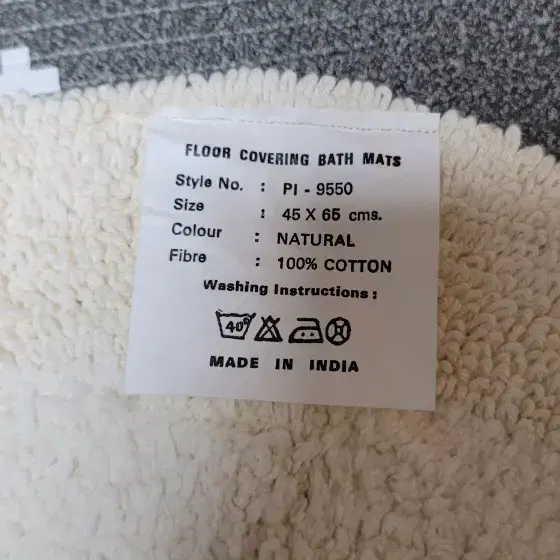 FLOOR COVERING BATH MATS
Style No. : PI - 9550
Size : 45 X 65 cms.
Colour : NATURAL
Fibre : 100% COTTON
Washing Instructions :
40°
MADE IN INDIA